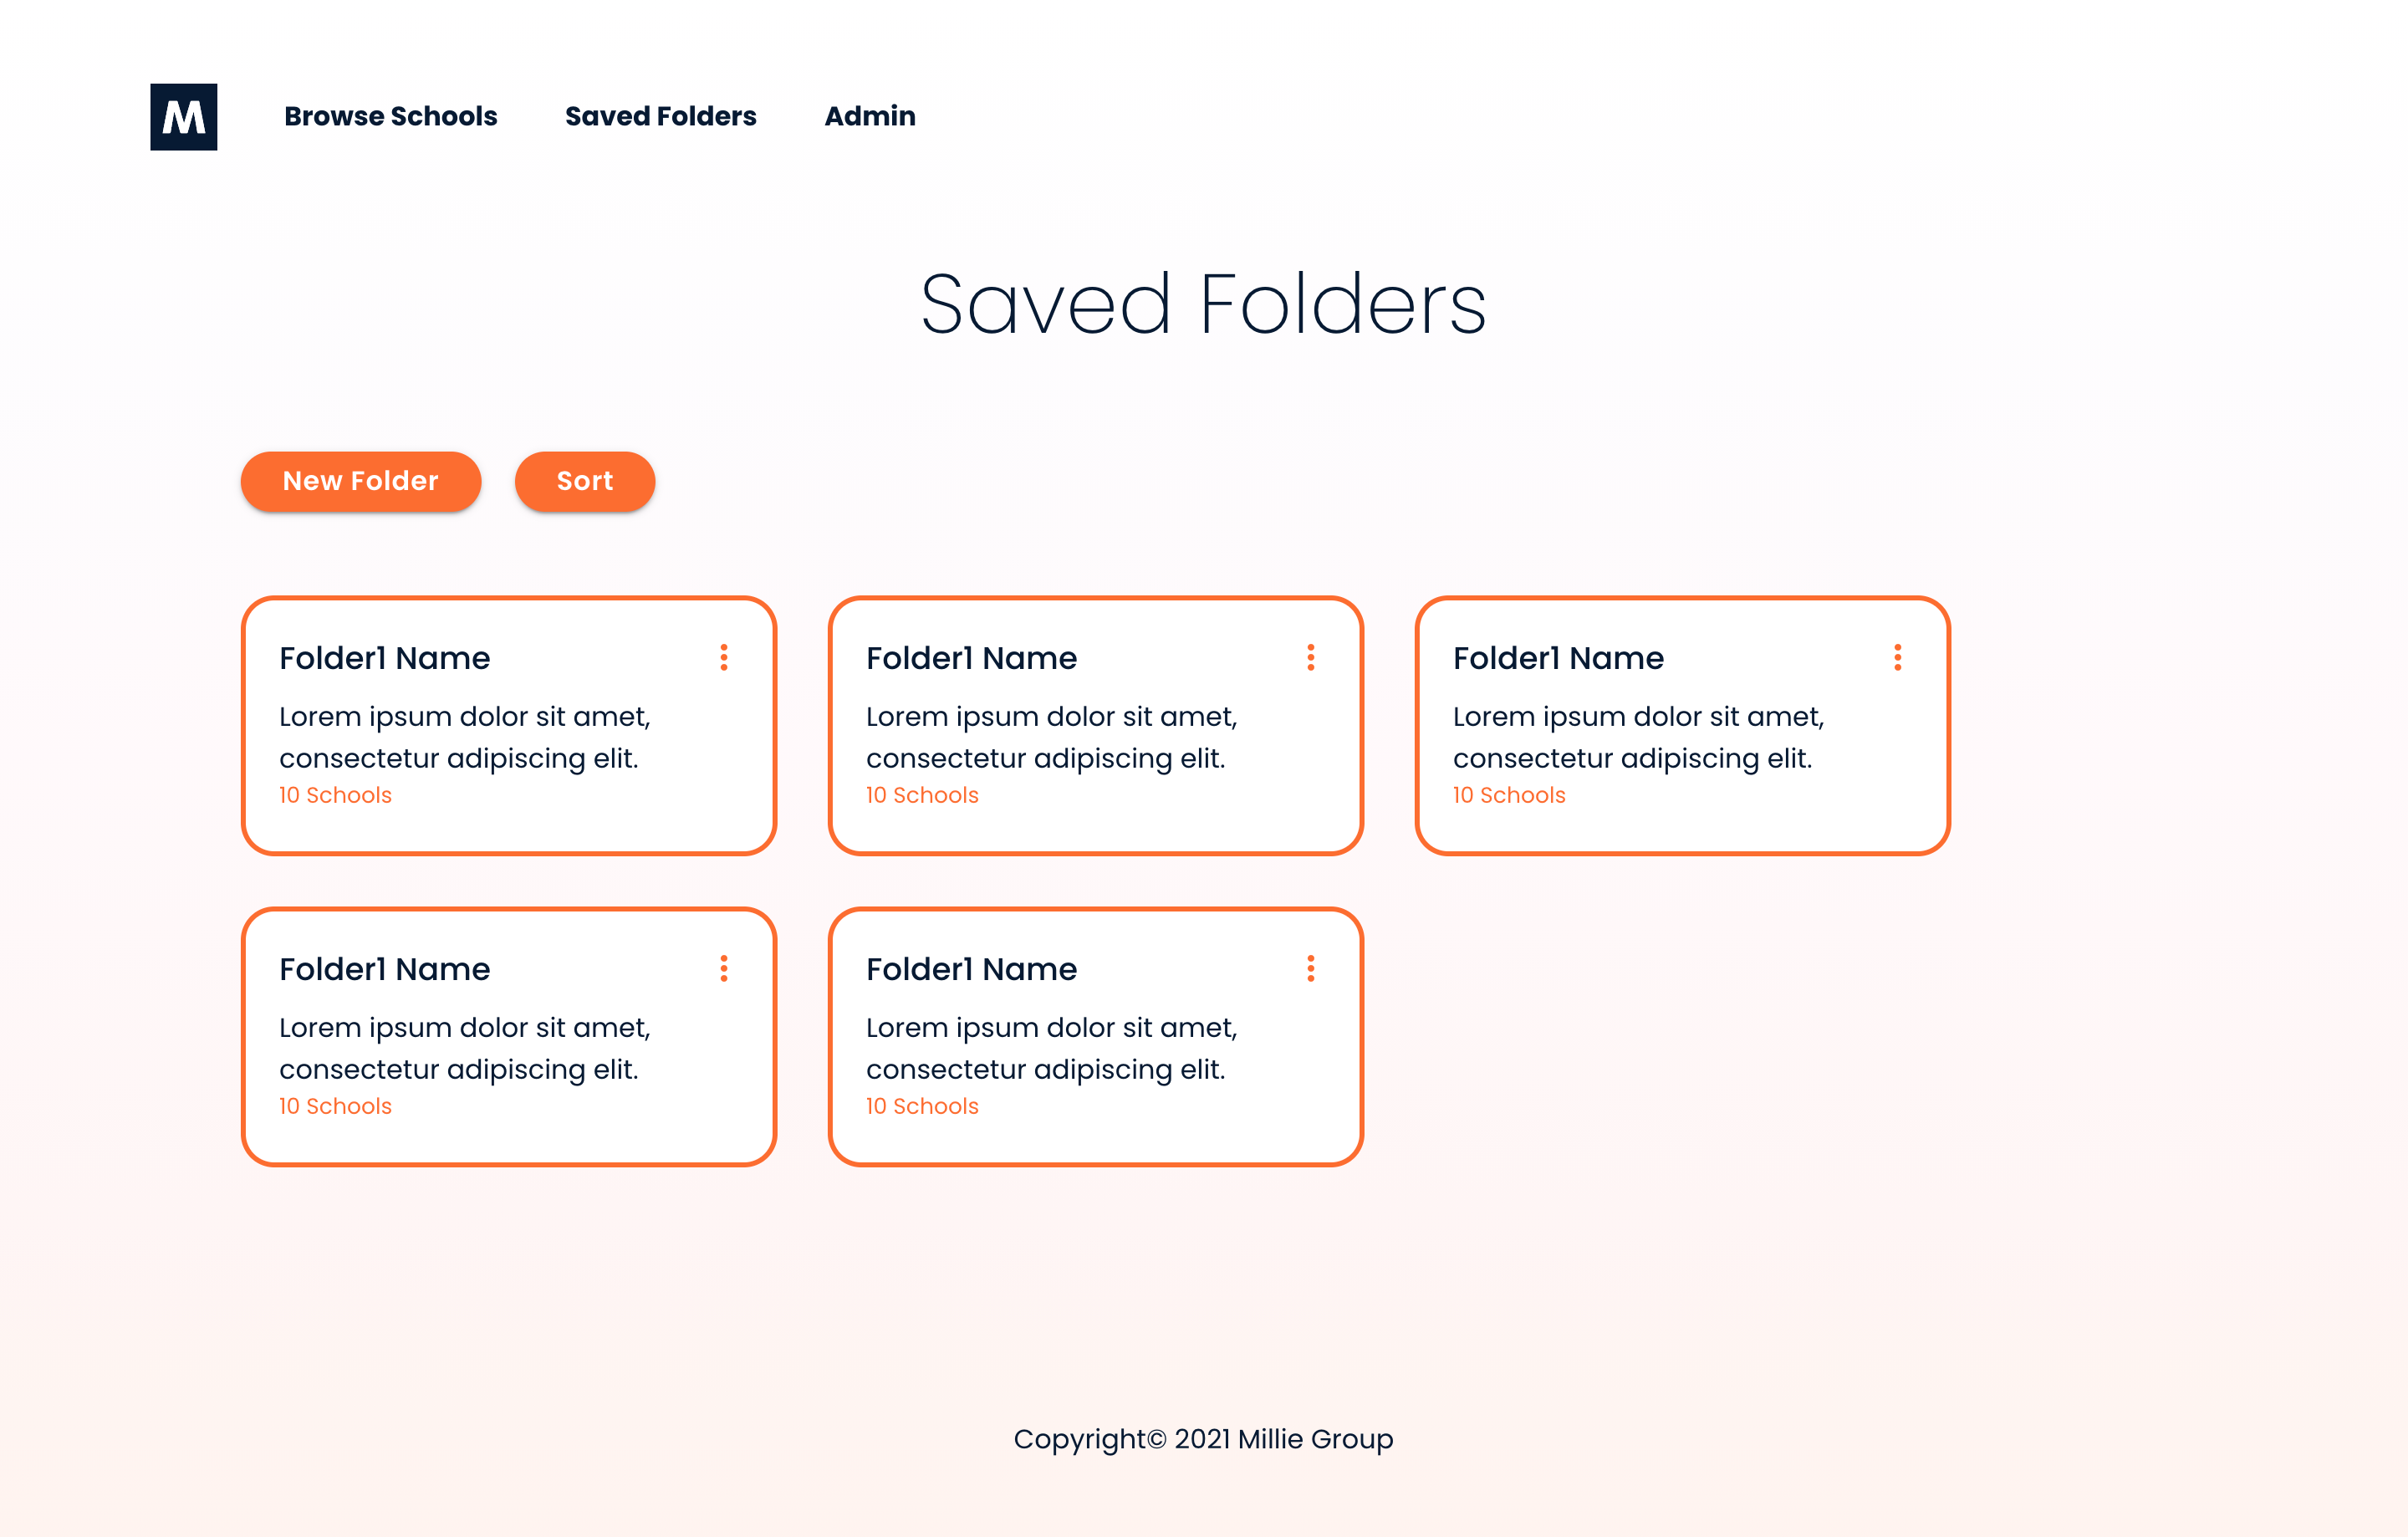 M
Browse Schools
Saved Folders
Admin
Saved Folders
New Folder
Sort
Folder1 Name
Lorem ipsum dolor sit amet,
consectetur adipiscing elit.
10 Schools
Folder1 Name
Lorem ipsum dolor sit amet,
consectetur adipiscing elit.
10 Schools
Folder1 Name
Lorem ipsum dolor sit amet,
consectetur adipiscing elit.
10 Schools
Folder1 Name
Lorem ipsum dolor sit amet,
consectetur adipiscing elit.
10 Schools
Folder1 Name
Lorem ipsum dolor sit amet,
consectetur adipiscing elit.
10 Schools
Copyright© 2021 Millie Group